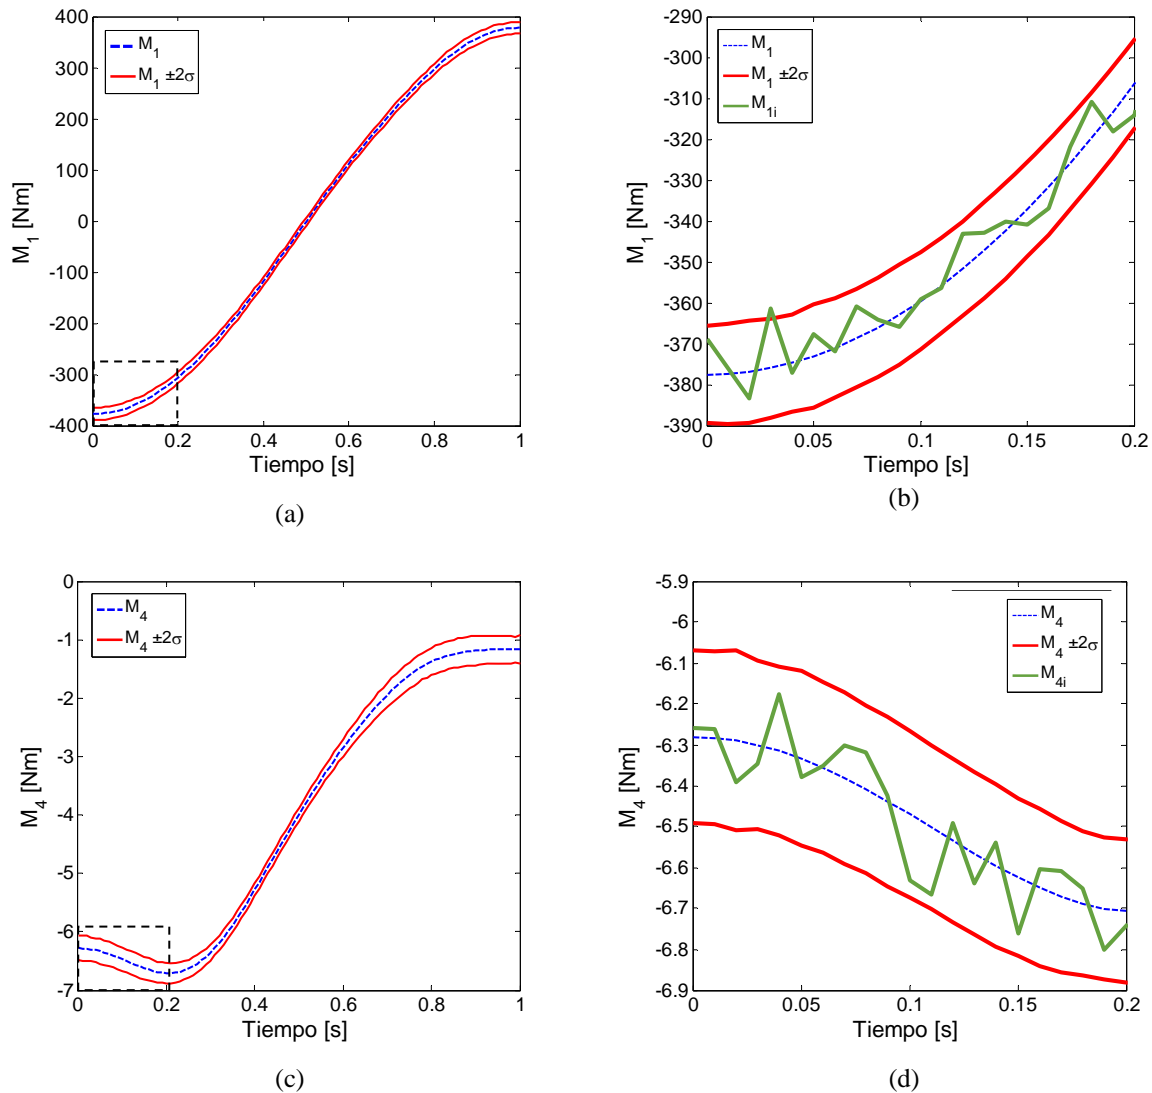 400
300
200
100
0
-100
-200
-300
-400
M1 [Nm]
M1
M1 ±2σ
0
0.2
0.4
0.6
0.8
1
Tiempo [s]
(a)
-290
-300
-310
-320
-330
-340
-350
-360
-370
-380
-390
M1 [Nm]
M1
M1 ±2σ
M1i
0
0.05
0.1
0.15
0.2
Tiempo [s]
(b)
0
-1
-2
-3
-4
-5
-6
-7
M4 [Nm]
M4
M4 ±2σ
0
0.2
0.4
0.6
0.8
1
Tiempo [s]
(c)
-5.9
-6
-6.1
-6.2
-6.3
-6.4
-6.5
-6.6
-6.7
-6.8
-6.9
M4 [Nm]
M4
M4 ±2σ
M4i
0
0.05
0.1
0.15
0.2
Tiempo [s]
(d)